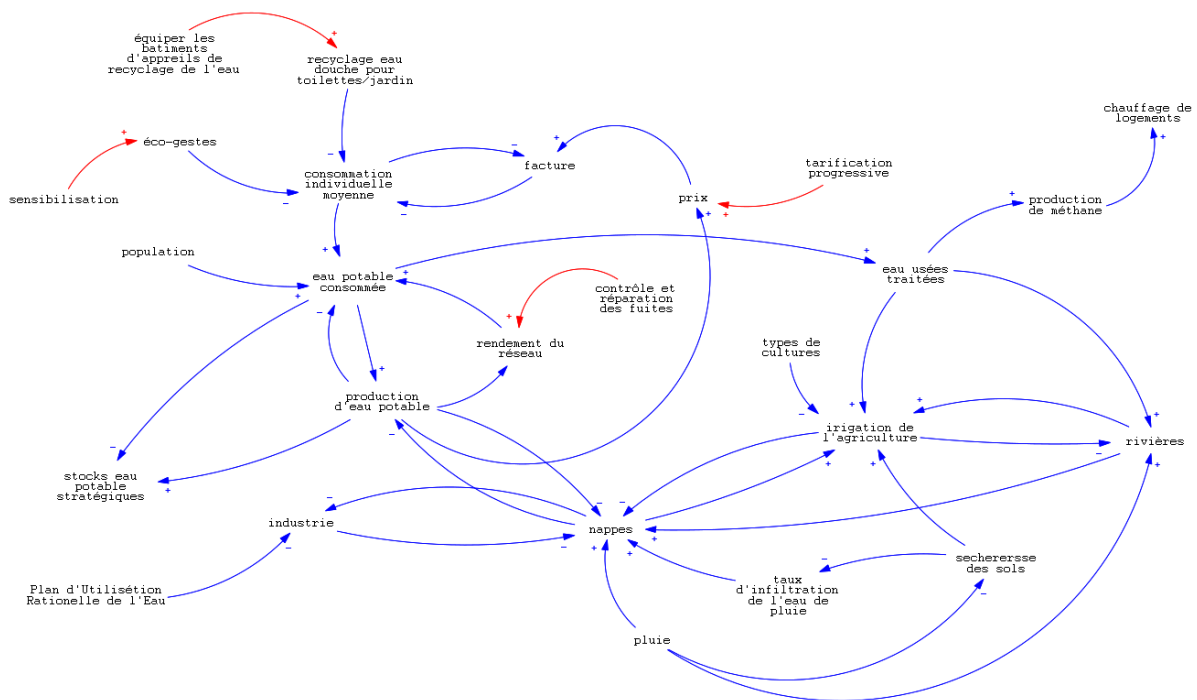 équiper les
batiments
d'appreils de
recyclage de l'eau
+
recyclage eau
douche pour
toilettes/jardin
chauffage de
logements
+
+
éco-gestes
sensibilisation
−
consommation
individuelle
moyenne
−
−
−
facture
+
prix
+
+
tarification
progressive
+
production
de méthane
population
+
+
eau potable
consommée
+
+
−
+
eau usées
traitées
contrôle et
réparation
des fuites
+
rendement du
réseau
types de
cultures
+
production
d'eau potable
−
−
+
+
+
irigation de
l'agriculture
+
+
−
−
+
+
rivières
−
stocks eau
potable
stratégiques
+
−
industrie
−
−
−
−
nappes
+
+
+
Plan d'Utilisétion
Rationelle de l'Eau
−
taux
d'infiltration
de l'eau de
pluie
secherersse
des sols
−
pluie